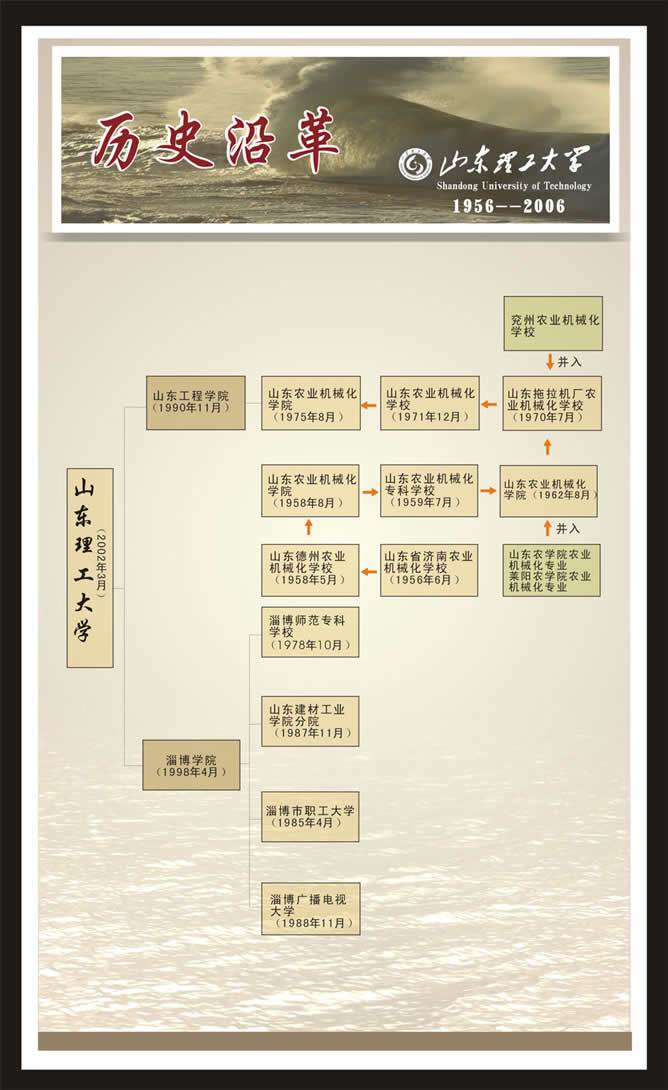 历史沿革
山东理工大学
Shandong University of Technology
1956--2006
兖州农业机械化
学校
并入
山东工程学院
(1990年11月)
山东农业机械化
学院
(1975年8月)
山东农业机械化
学校
(1971年12月)
山东拖拉机厂农
业机械化学校
(1970年7月)
山东理工大学
(2002年3月)
山东农业机械化
学院
(1958年8月)
山东农业机械化
专科学校
(1959年7月)
山东农业机械化
学院(1962年8月)
并入
山东德州农业
机械化学校
(1958年5月)
山东省济南农业
机械化学校
(1956年6月)
山东农学院农业
机械化专业
莱阳农学院农业
机械化专业
淄博师范专科
学校
(1978年10月)
山东建材工业
学院分院
(1987年11月)
淄博学院
(1998年4月)
淄博市职工大学
(1985年4月)
淄博广播电视
大学
(1988年11月)